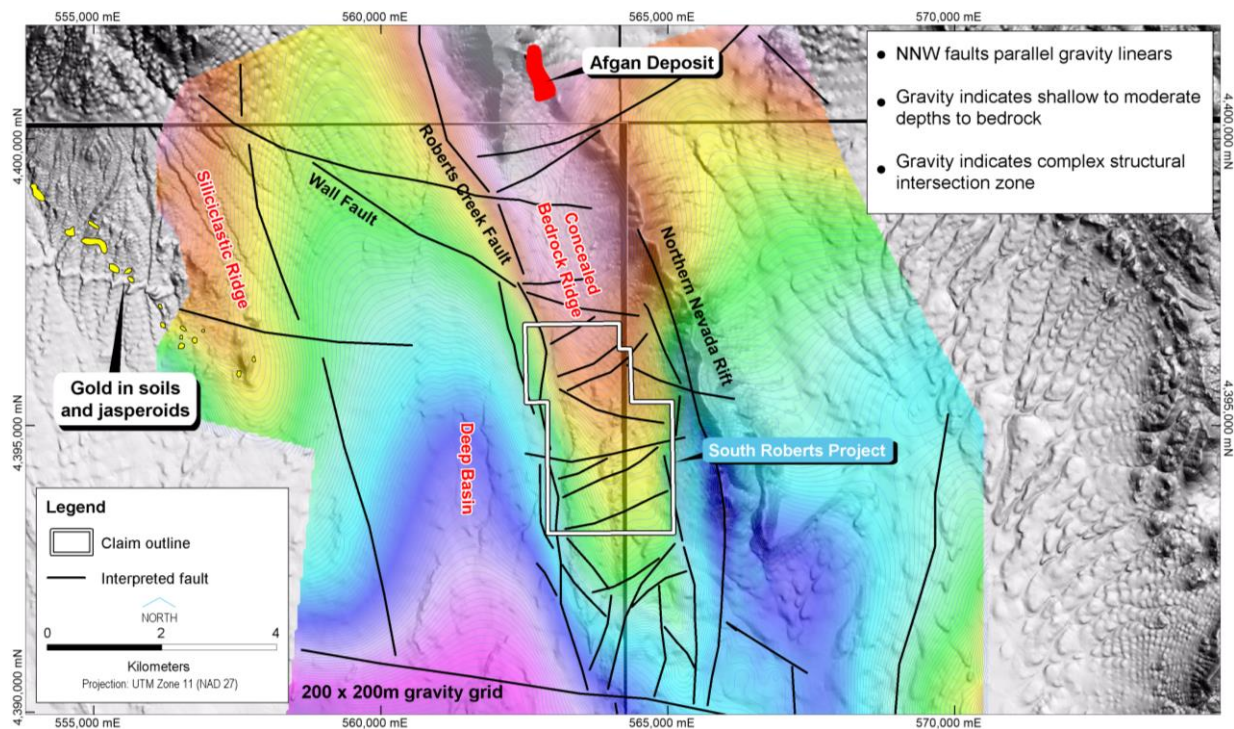 555,000 mE
560,000 mE
565,000 mE
570,000 mE
Afgan Deposit
• NNW faults parallel gravity linears
• Gravity indicates shallow to moderate
depths to bedrock
• Gravity indicates complex structural
intersection zone
4,400,000 mN
4,400,000 mN
Roberts Creek Fault
Wall Fault
Siliciclastic Ridge
Concealed
Bedrock Ridge
Northern Nevada Rift
Gold in soils
and jasperoids
4,395,000 mN
4,395,000 mN
Deep Basin
South Roberts Project
Legend
Claim outline
Interpreted fault
NORTH
0 2 4
Kilometers
Projection: UTM Zone 11 (NAD 27)
200 x 200m gravity grid
4,390,000 mN
4,390,000 mN
555,000 mE
560,000 mE
565,000 mE
570,000 mE